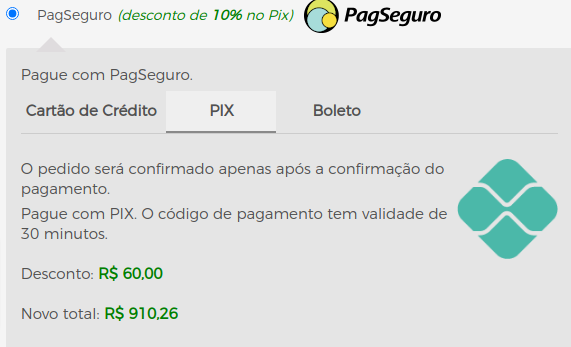 PagSeguro (desconto de 10% no Pix) PagSeguro
Pague com PagSeguro.
Cartão de Crédito PIX Boleto
O pedido será confirmado apenas após a confirmação do
pagamento.
Pague com PIX. O código de pagamento tem validade de
30 minutos.
Desconto: R$ 60,00
Novo total: R$ 910,26